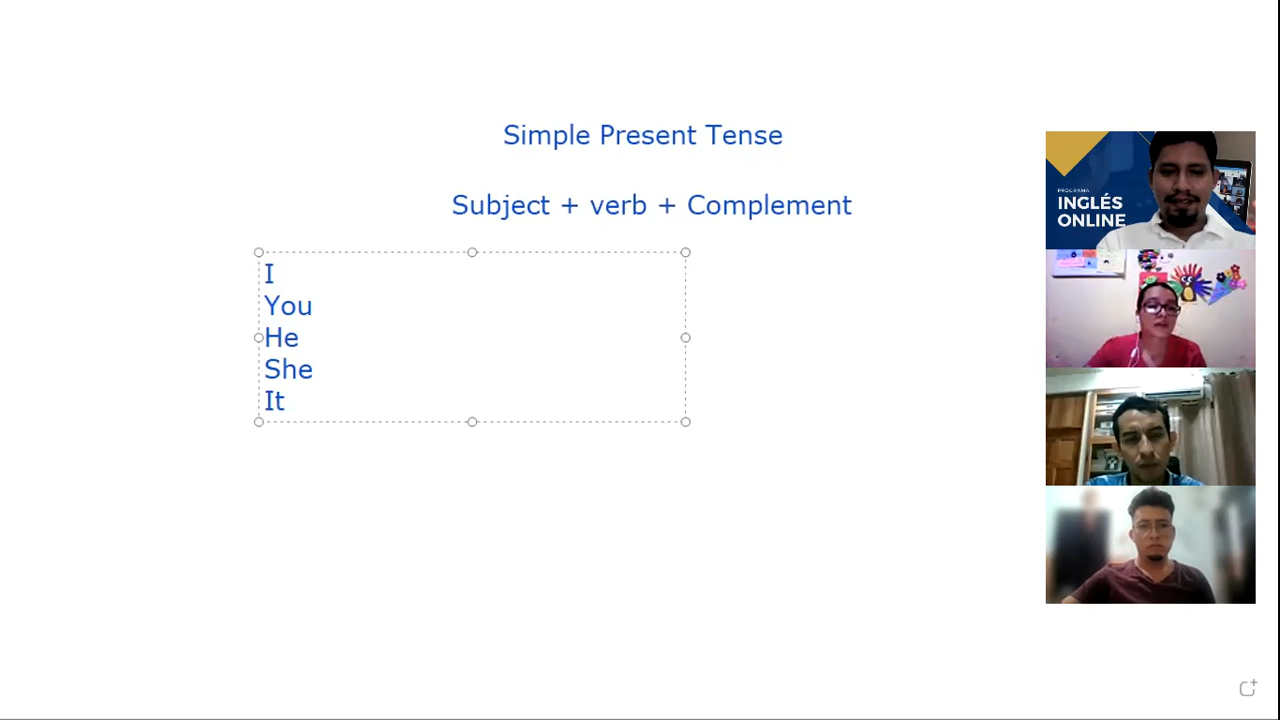 Simple Present Tense
Subject + verb + Complement
I
You
He
She
It
PROGRAMA
INGLÉS
ONLINE